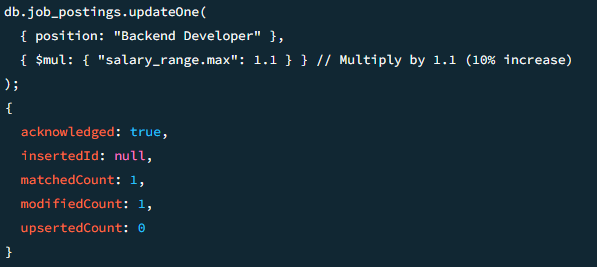 db.job_postings.updateOne(
  { position: "Backend Developer" },
  { $mul: { "salary_range.max": 1.1 } } // Multiply by 1.1 (10% increase)
);
{
  acknowledged: true,
  insertedId: null,
  matchedCount: 1,
  modifiedCount: 1,
  upsertedCount: 0
}